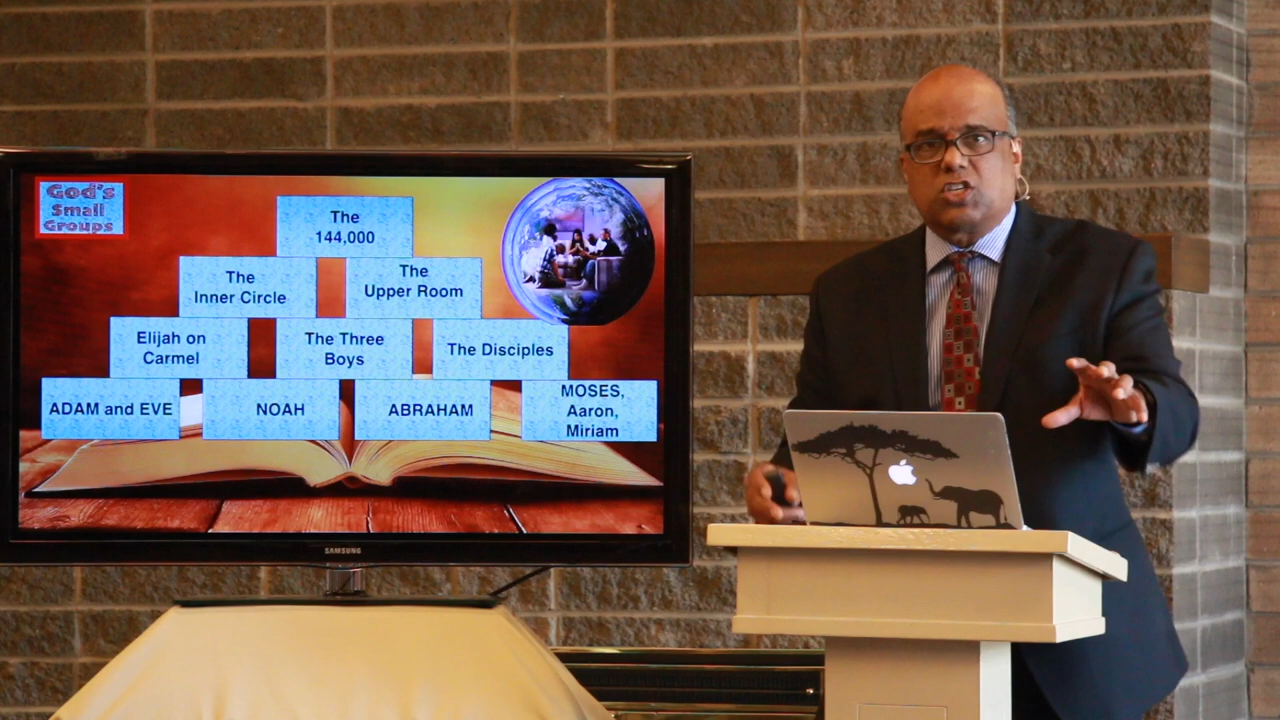 God's
Small
Groups
The
144,000
The
Inner Circle
The
Upper Room
Elijah on
Carmel
The Three
Boys
The Disciples
ADAM and EVE
NOAH
ABRAHAM
MOSES,
Aaron,
Miriam
SAMSUNG